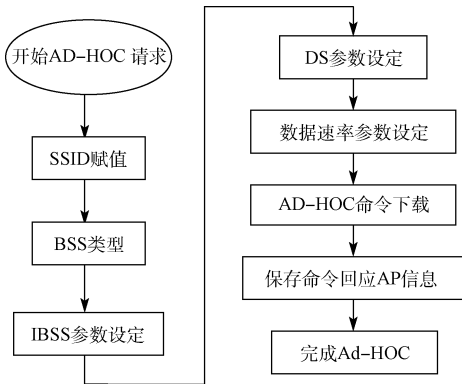 开始AD-HOC 请求
SSID赋值
BSS类型
IBSS参数设定
DS参数设定
数据速率参数设定
AD-HOC命令下载
保存命令回应AP信息
完成Ad-HOC